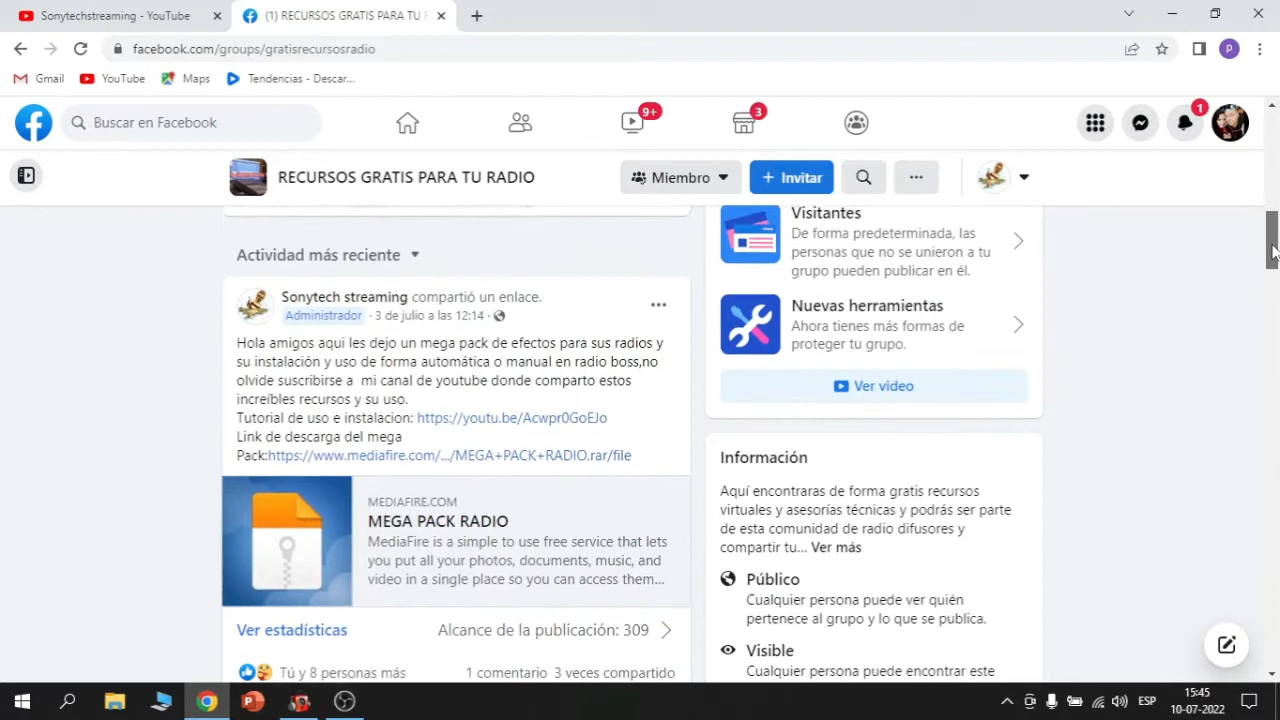 Sonytechstreaming - YouTube
(1) RECURSOS GRATIS PARA TU R
facebook.com/groups/gratisrecursosradio
P
Gmail
YouTube
Maps
Tendencias - Descar...
Buscar en Facebook
9+
3
1
RECURSOS GRATIS PARA TU RADIO
Miembro
+ Invitar
Actividad más reciente
Sonytech streaming compartió un enlace.
Administrador · 3 de julio a las 12:14 ·
Hola amigos aqui les dejo un mega pack de efectos para sus radios y
su instalación y uso de forma automática o manual en radio boss,no
olvide suscribirse a mi canal de youtube donde comparto estos
increíbles recursos y su uso.
Tutorial de uso e instalacion: https://youtu.be/Acwpr0GoEJo
Link de descarga del mega
Pack:https://www.mediafire.com/.../MEGA+PACK+RADIO.rar/file
MEDIAFIRE.COM
MEGA PACK RADIO
MediaFire is a simple to use free service that lets
you put all your photos, documents, music, and
video in a single place so you can access them...
Ver estadísticas
Alcance de la publicación: 309
Tú y 8 personas más
1 comentario 3 veces compartido
Visitantes
De forma predeterminada, las
personas que no se unieron a tu
grupo pueden publicar en él.
Nuevas herramientas
Ahora tienes más formas de
proteger tu grupo.
Ver video
Información
Aquí encontraras de forma gratis recursos
virtuales y asesorías técnicas y podrás ser parte
de esta comunidad de radio difusores y
compartir tu... Ver más
Público
Cualquier persona puede ver quién
pertenece al grupo y lo que se publica.
Visible
Cualquier persona puede encontrar este
ESP
15:45
10-07-2022